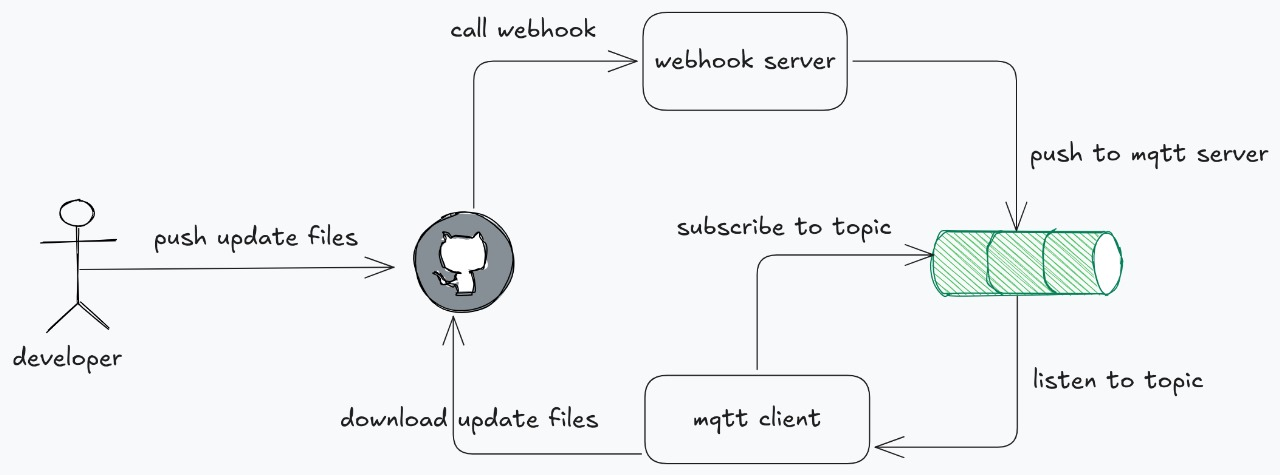 call webhook
webhook server
push to mqtt server
push update files
subscribe to topic
developer
listen to topic
download update files
mqtt client